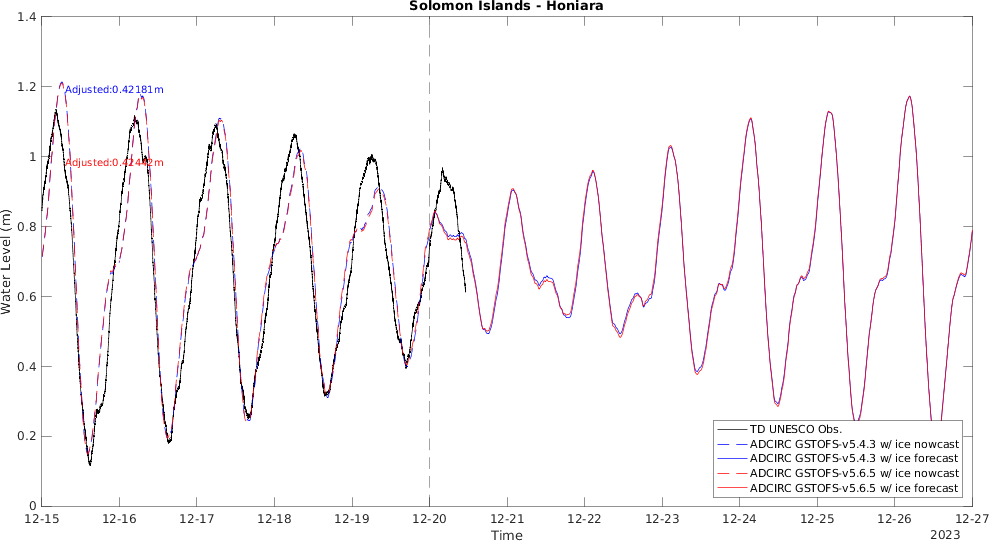 Solomon Islands - Honiara
1.4
1.2
1
0.8
0.6
0.4
0.2
0
Water Level (m)
Adjusted:0.42181m
Adjusted:0.42442m
TD UNESCO Obs.
ADCIRC GSTOFS-v5.4.3 w/ ice nowcast
ADCIRC GSTOFS-v5.4.3 w/ ice forecast
ADCIRC GSTOFS-v5.6.5 w/ ice nowcast
ADCIRC GSTOFS-v5.6.5 w/ ice forecast
12-15 12-16 12-17 12-18 12-19 12-20 12-21 12-22 12-23 12-24 12-25 12-26 12-27
Time
2023